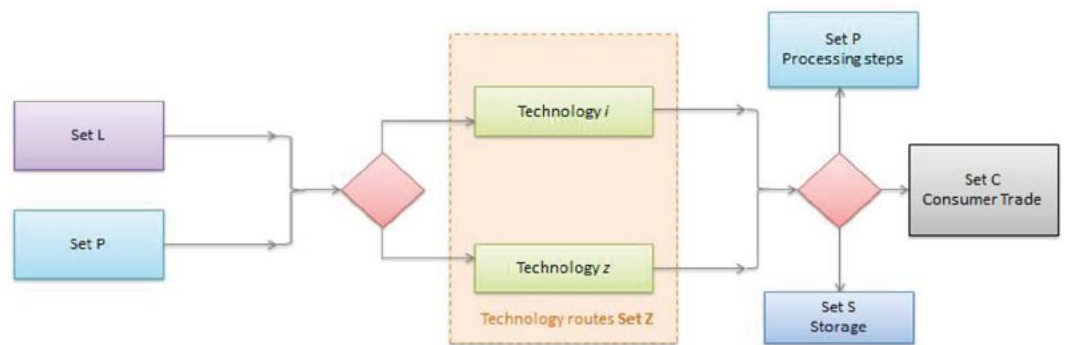 Set L
Set P
Technology i
Technology z
Technology routes Set Z
Set P
Processing steps
Set C
Consumer Trade
Set S
Storage